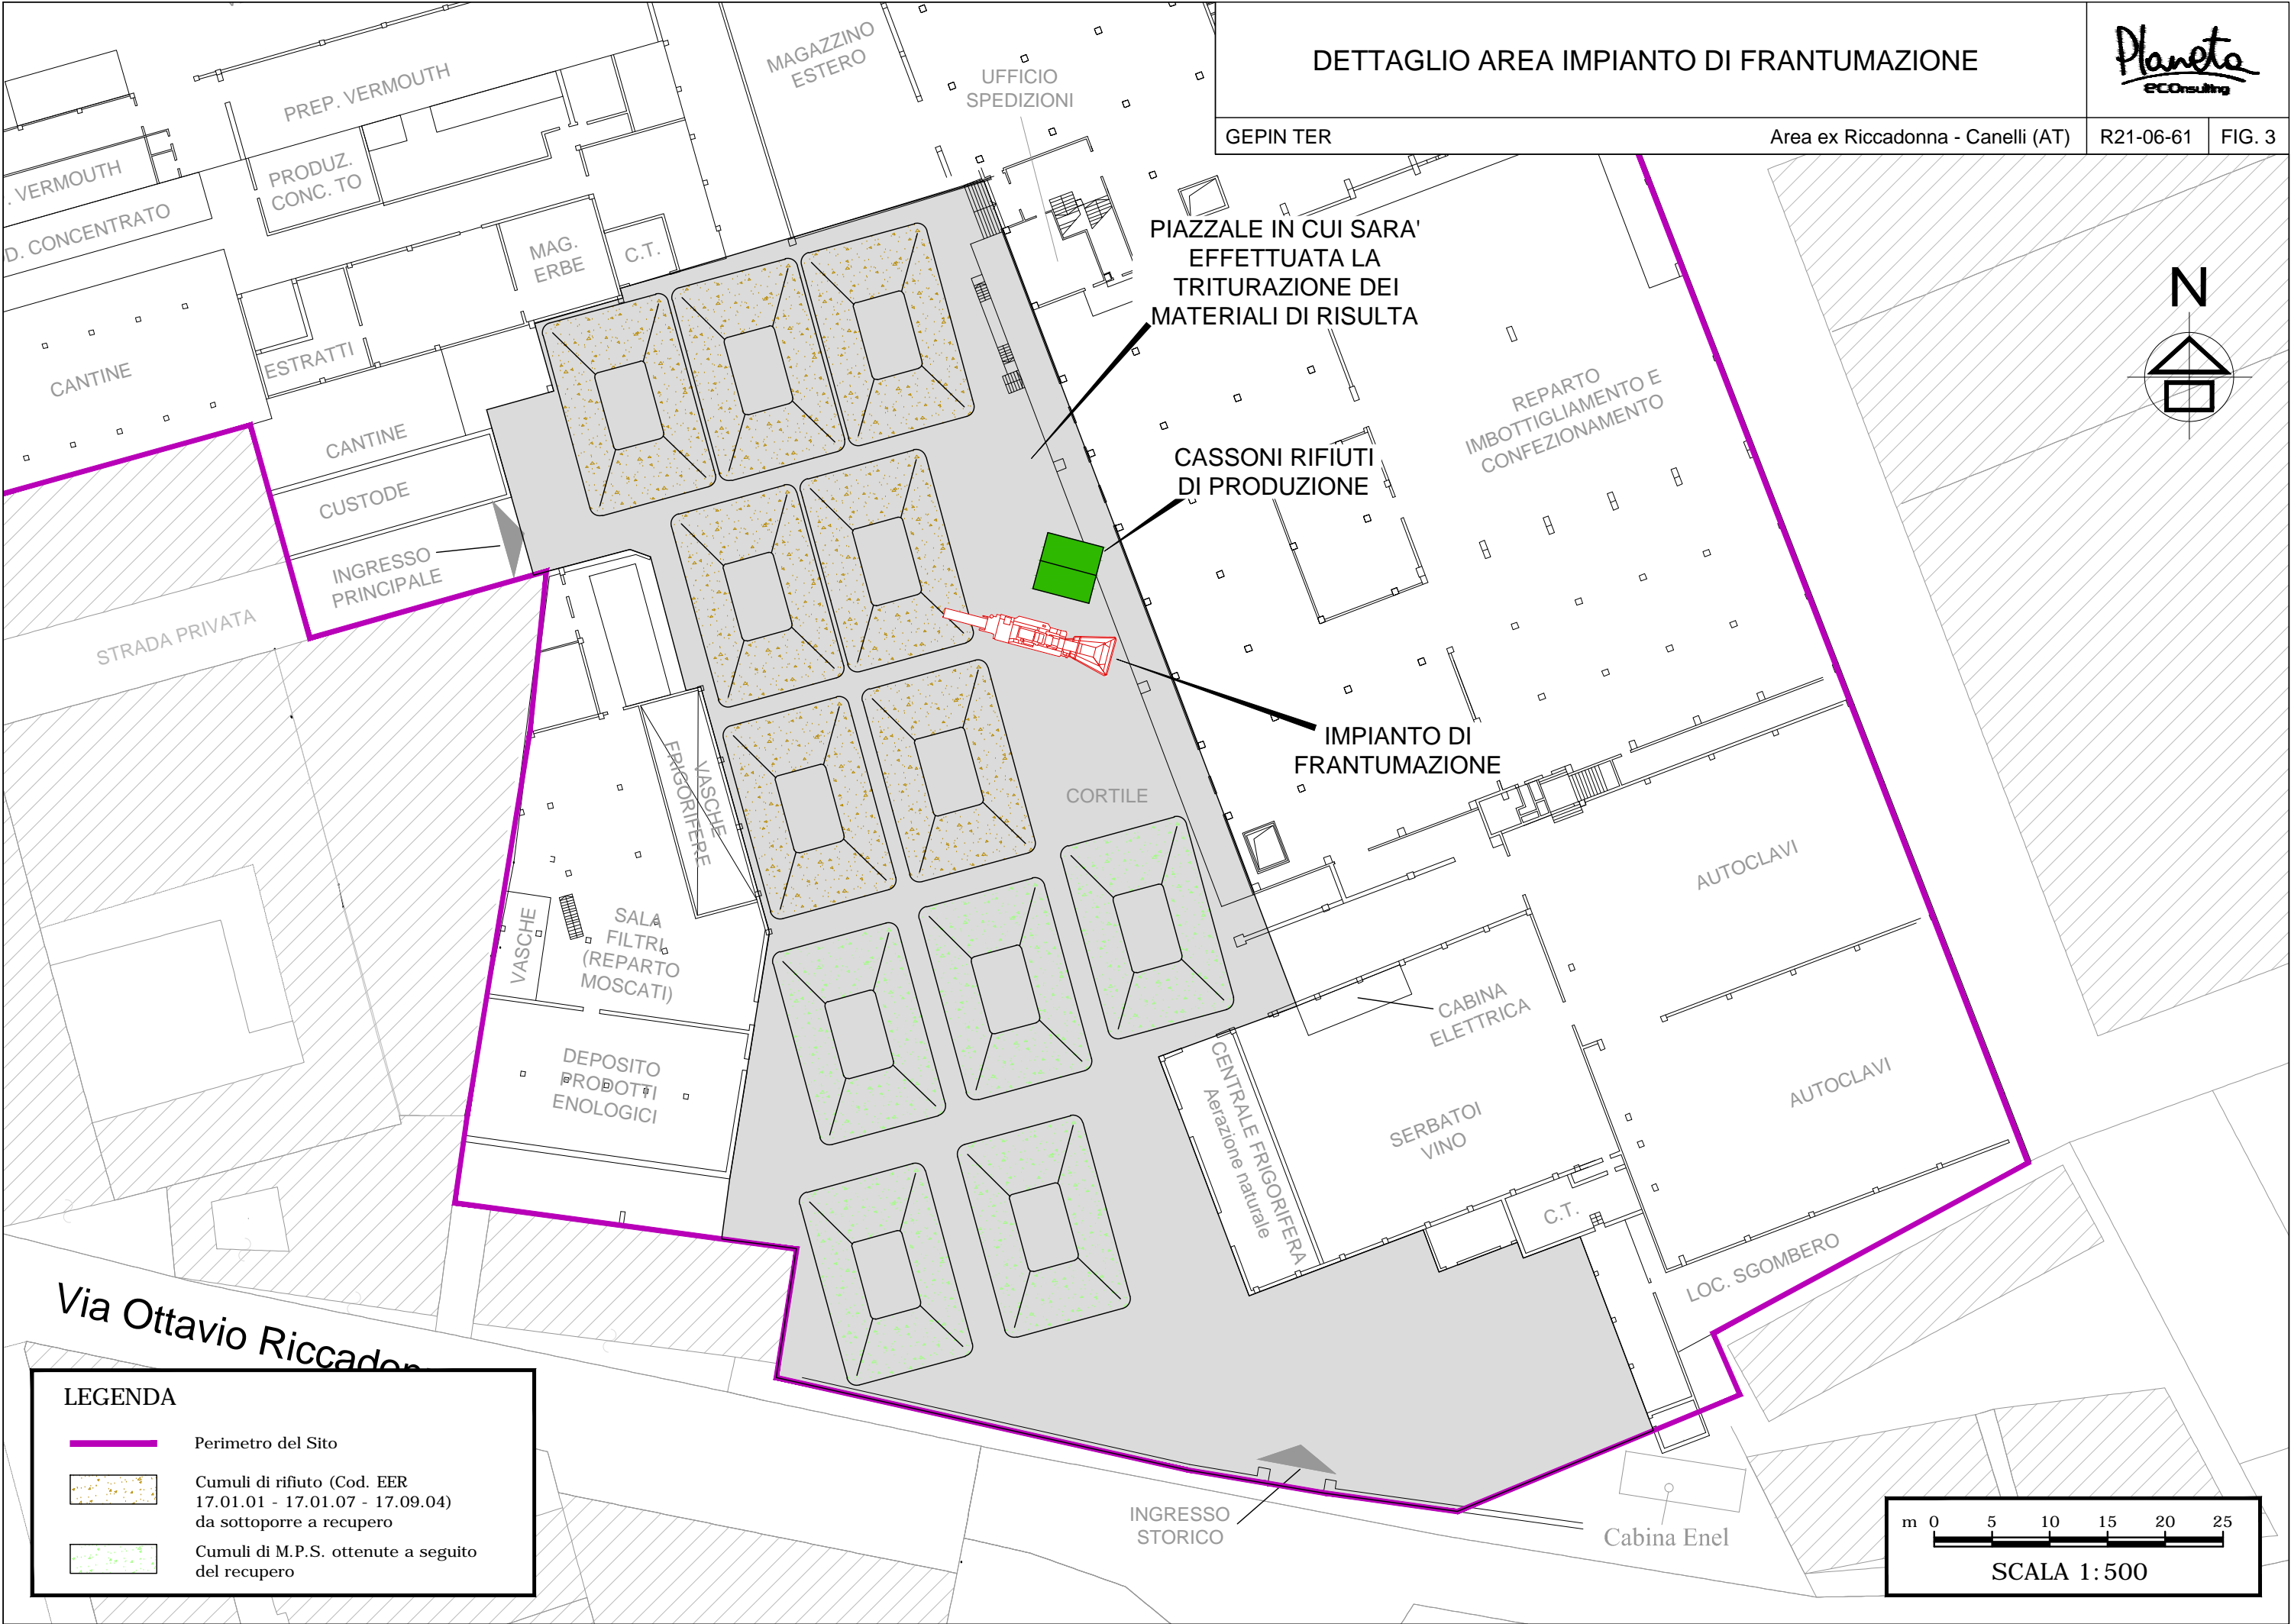 DETTAGLIO AREA IMPIANTO DI FRANTUMAZIONE
Planeta
eCOnsulting
GEPIN TER
Area ex Riccadonna - Canelli (AT)
R21-06-61
FIG. 3
MAGAZZINO
ESTERO
UFFICIO
SPEDIZIONI
PREP. VERMOUTH
PRODUZ.
CONC. TO
. VERMOUTH
D. CONCENTRATO
MAG.
ERBE
C.T.
PIAZZALE IN CUI SARA'
EFFETTUATA LA
TRITURAZIONE DEI
MATERIALI DI RISULTA
N
CANTINE
ESTRATTI
CANTINE
CUSTODE
INGRESSO
PRINCIPALE
STRADA PRIVATA
REPARTO
IMBOTTIGLIAMENTO E
CONFEZIONAMENTO
CASSONI RIFIUTI
DI PRODUZIONE
IMPIANTO DI
FRANTUMAZIONE
CORTILE
VASCHE
FRIGORIFERE
VASCHE
SALA
FILTRI
(REPARTO
MOSCATI)
DEPOSITO
PRODOTTI
ENOLOGICI
AUTOCLAVI
CABINA
ELETTRICA
AUTOCLAVI
CENTRALE FRIGORIFERA
Aerazione naturale
SERBATOI
VINO
C.T.
LOC. SGOMBERO
Via Ottavio
INGRESSO
STORICO
Cabina Enel
LEGENDA
Perimetro del Sito
Cumuli di rifiuto (Cod. EER
17.01.01 - 17.01.07 - 17.09.04)
da sottoporre a recupero
Cumuli di M.P.S. ottenute a seguito
del recupero
m 0 5 10 15 20 25
SCALA 1:500